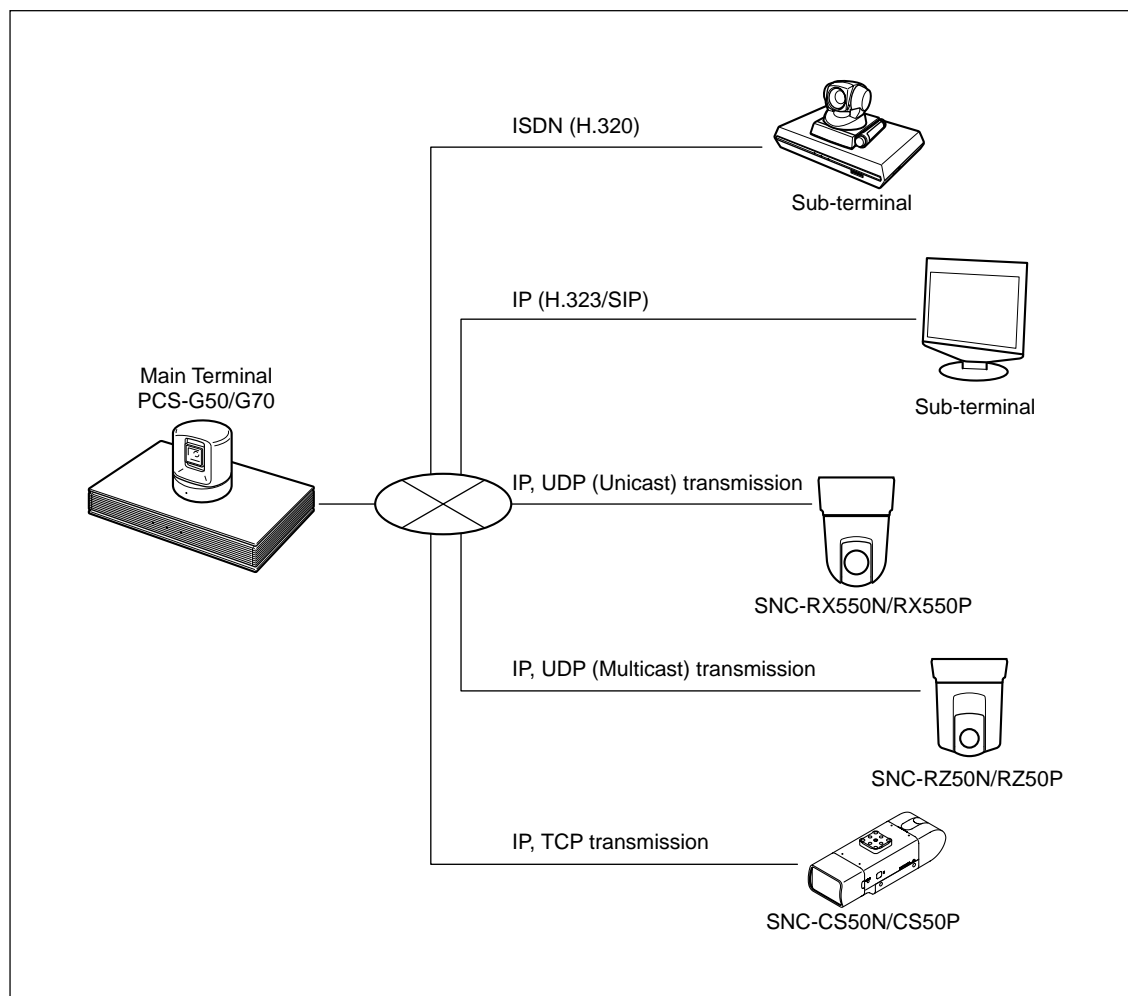 ISDN (H.320)
Sub-terminal
IP (H.323/SIP)
Sub-terminal
Main Terminal
PCS-G50/G70
IP, UDP (Unicast) transmission
SNC-RX550N/RX550P
IP, UDP (Multicast) transmission
SNC-RZ50N/RZ50P
IP, TCP transmission
SNC-CS50N/CS50P